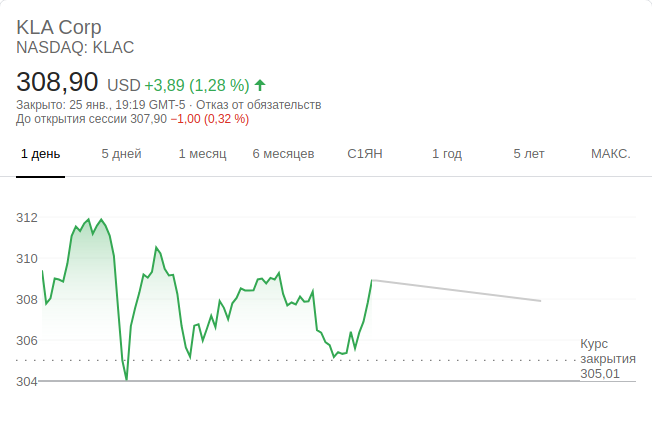 KLA Corp
NASDAQ: KLAC
308,90 USD +3,89 (1,28 %)
Закрыто: 25 янв., 19:19 GMT-5 · Отказ от обязательств
До открытия сессии 307,90 −1,00 (0,32 %)
1 день 5 дней 1 месяц 6 месяцев С1ЯН 1 год 5 лет МАКС.
312
310
308
306
304
Курс
закрытия
305,01